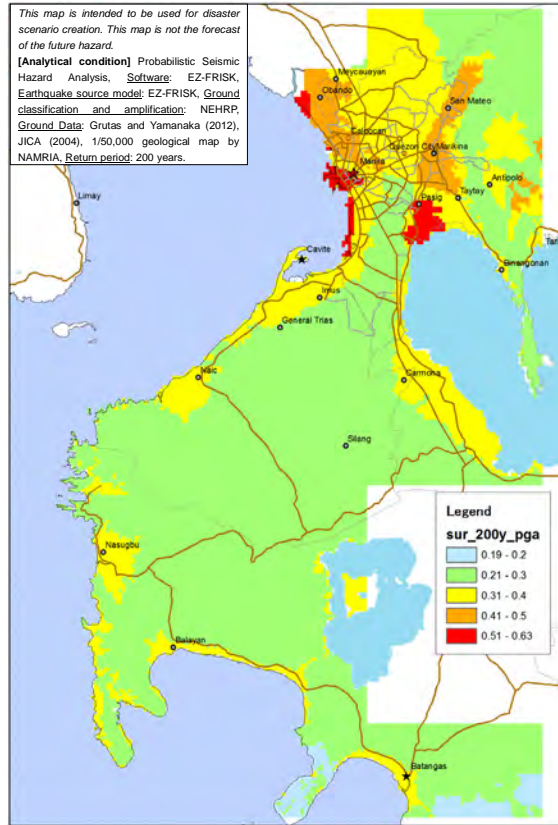 This map is intended to be used for disaster
scenario creation. This map is not the forecast
of the future hazard.
[Analytical condition] Probabilistic Seismic
Hazard Analysis, Software: EZ-FRISK,
Earthquake source model: EZ-FRISK, Ground
classification and amplification: NEHRP,
Ground Data: Grutas and Yamanaka (2012),
JICA (2004), 1/50,000 geological map by
NAMRIA, Return period: 200 years.
Meycauayan
Obando
San Mateo
Caloocan
Quezon City
Marikina
Manila
Antipolo
Limay
Pasig
Taytay
Tan
Cavite
Binangonan
Imus
General Trias
Naic
Carmona
Silang
Legend
sur_200y_pga
0.19 - 0.2
0.21 - 0.3
0.31 - 0.4
0.41 - 0.5
0.51 - 0.63
Nasugbu
Balayan
Batangas